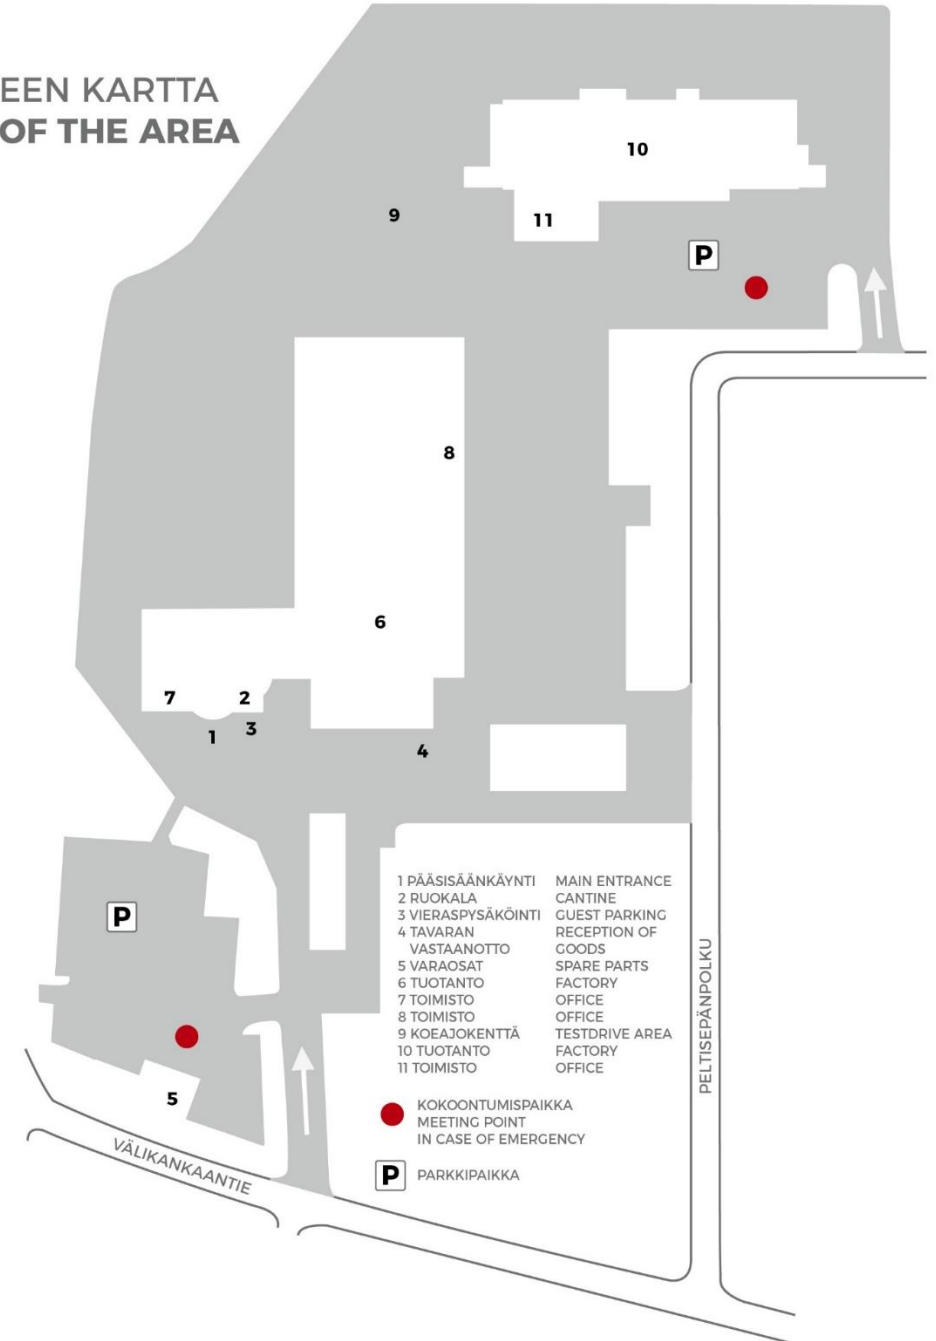 EEN KARTTA
OF THE AREA
10
9
11
P
8
6
7
2
3
1
4
P
5
1 PÄÄSISÄÄNKÄYNTI MAIN ENTRANCE
2 RUOKALA CANTINE
3 VIERASPYSÄKÖINTI GUEST PARKING
4 TAVARAN RECEPTION OF
VASTAANOTTO GOODS
5 VARAOSAT SPARE PARTS
6 TUOTANTO FACTORY
7 TOIMISTO OFFICE
8 TOIMISTO OFFICE
9 KOEAJOKENTTÄ TESTDRIVE AREA
10 TUOTANTO FACTORY
11 TOIMISTO OFFICE
KOKOONTUMISPAIKKA
MEETING POINT
IN CASE OF EMERGENCY
P PARKKIPAIKKA
PELTISEPÄNPOLKU
VÄLIKANKAANTIE